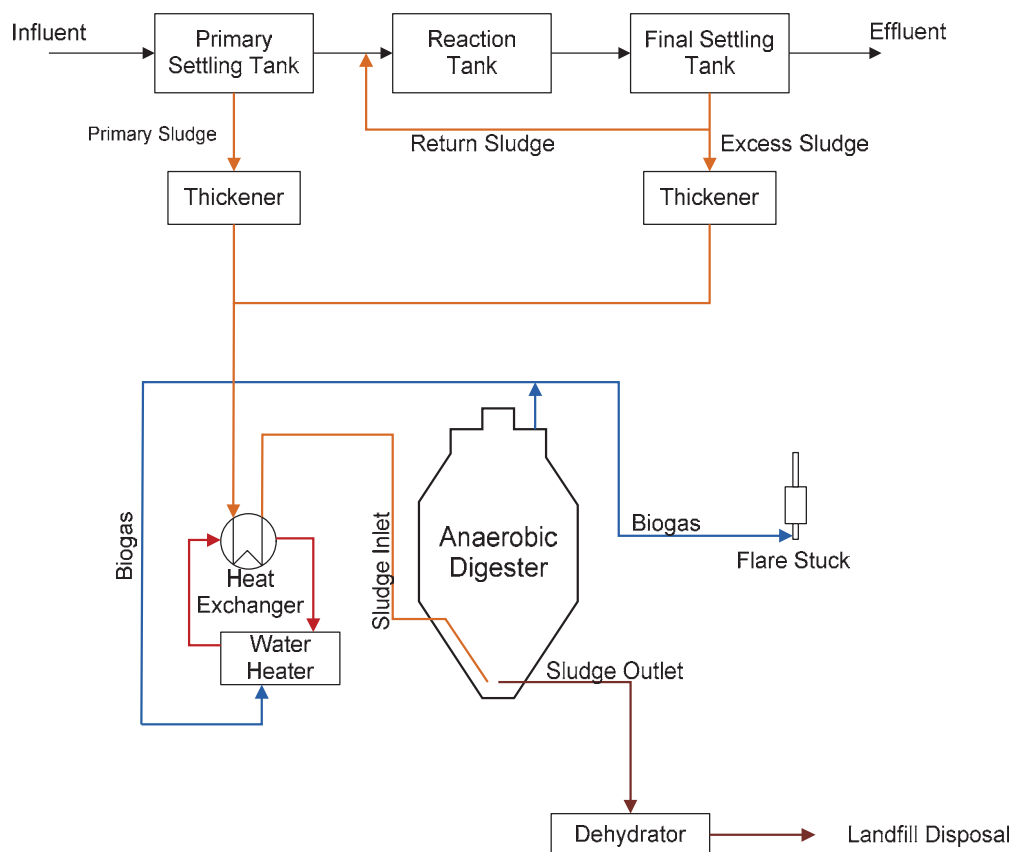 Influent
Primary
Settling Tank
Reaction
Tank
Final Settling
Tank
Effluent
Primary Sludge
Return Sludge
Excess Sludge
Thickener
Thickener
Biogas
Heat
Exchanger
Water
Heater
Sludge Inlet
Anaerobic
Digester
Biogas
Flare Stuck
Sludge Outlet
Dehydrator
Landfill Disposal